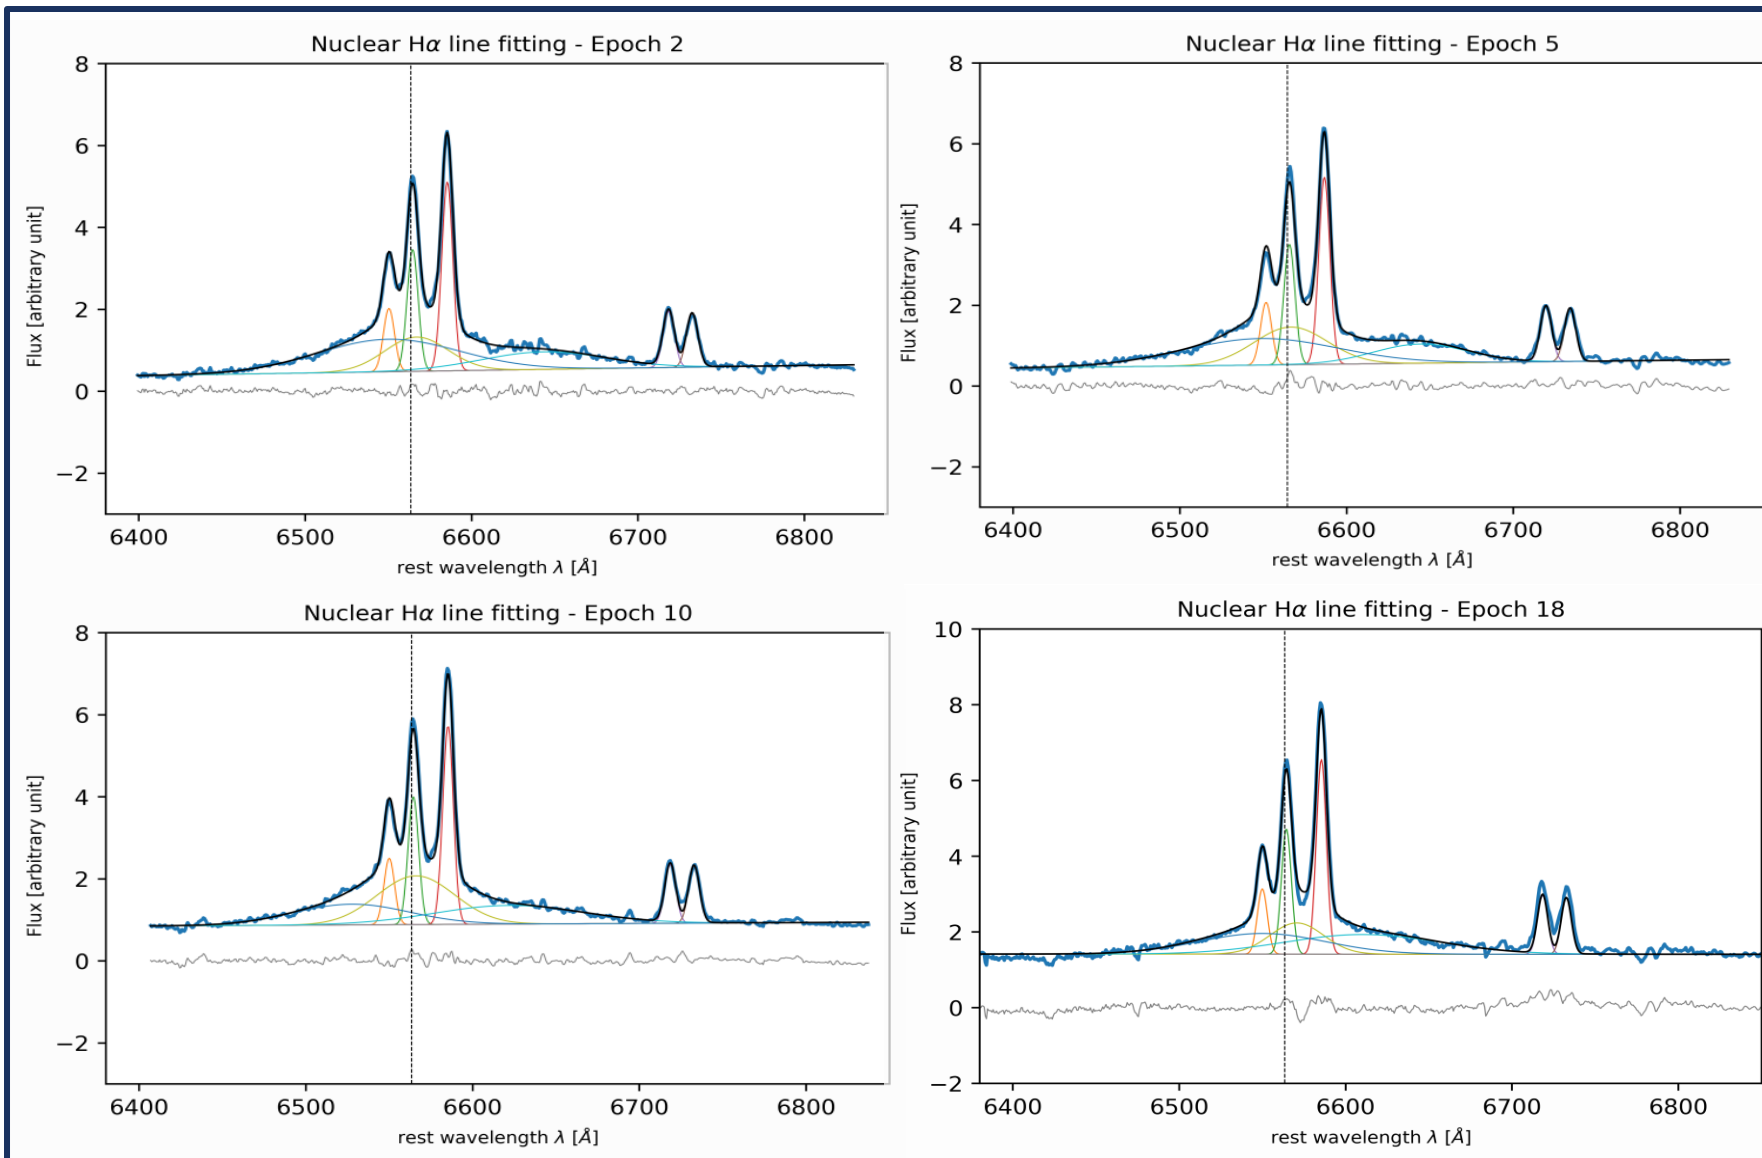 Nuclear Hα line fitting - Epoch 2
8
6
4
2
0
−2
Flux [arbitrary unit]
6400 6500 6600 6700 6800
rest wavelength λ [Å]
Nuclear Hα line fitting - Epoch 5
8
6
4
2
0
−2
Flux [arbitrary unit]
6400 6500 6600 6700 6800
rest wavelength λ [Å]
Nuclear Hα line fitting - Epoch 10
8
6
4
2
0
−2
Flux [arbitrary unit]
6400 6500 6600 6700 6800
rest wavelength λ [Å]
Nuclear Hα line fitting - Epoch 18
10
8
6
4
2
0
−2
Flux [arbitrary unit]
6400 6500 6600 6700 6800
rest wavelength λ [Å]